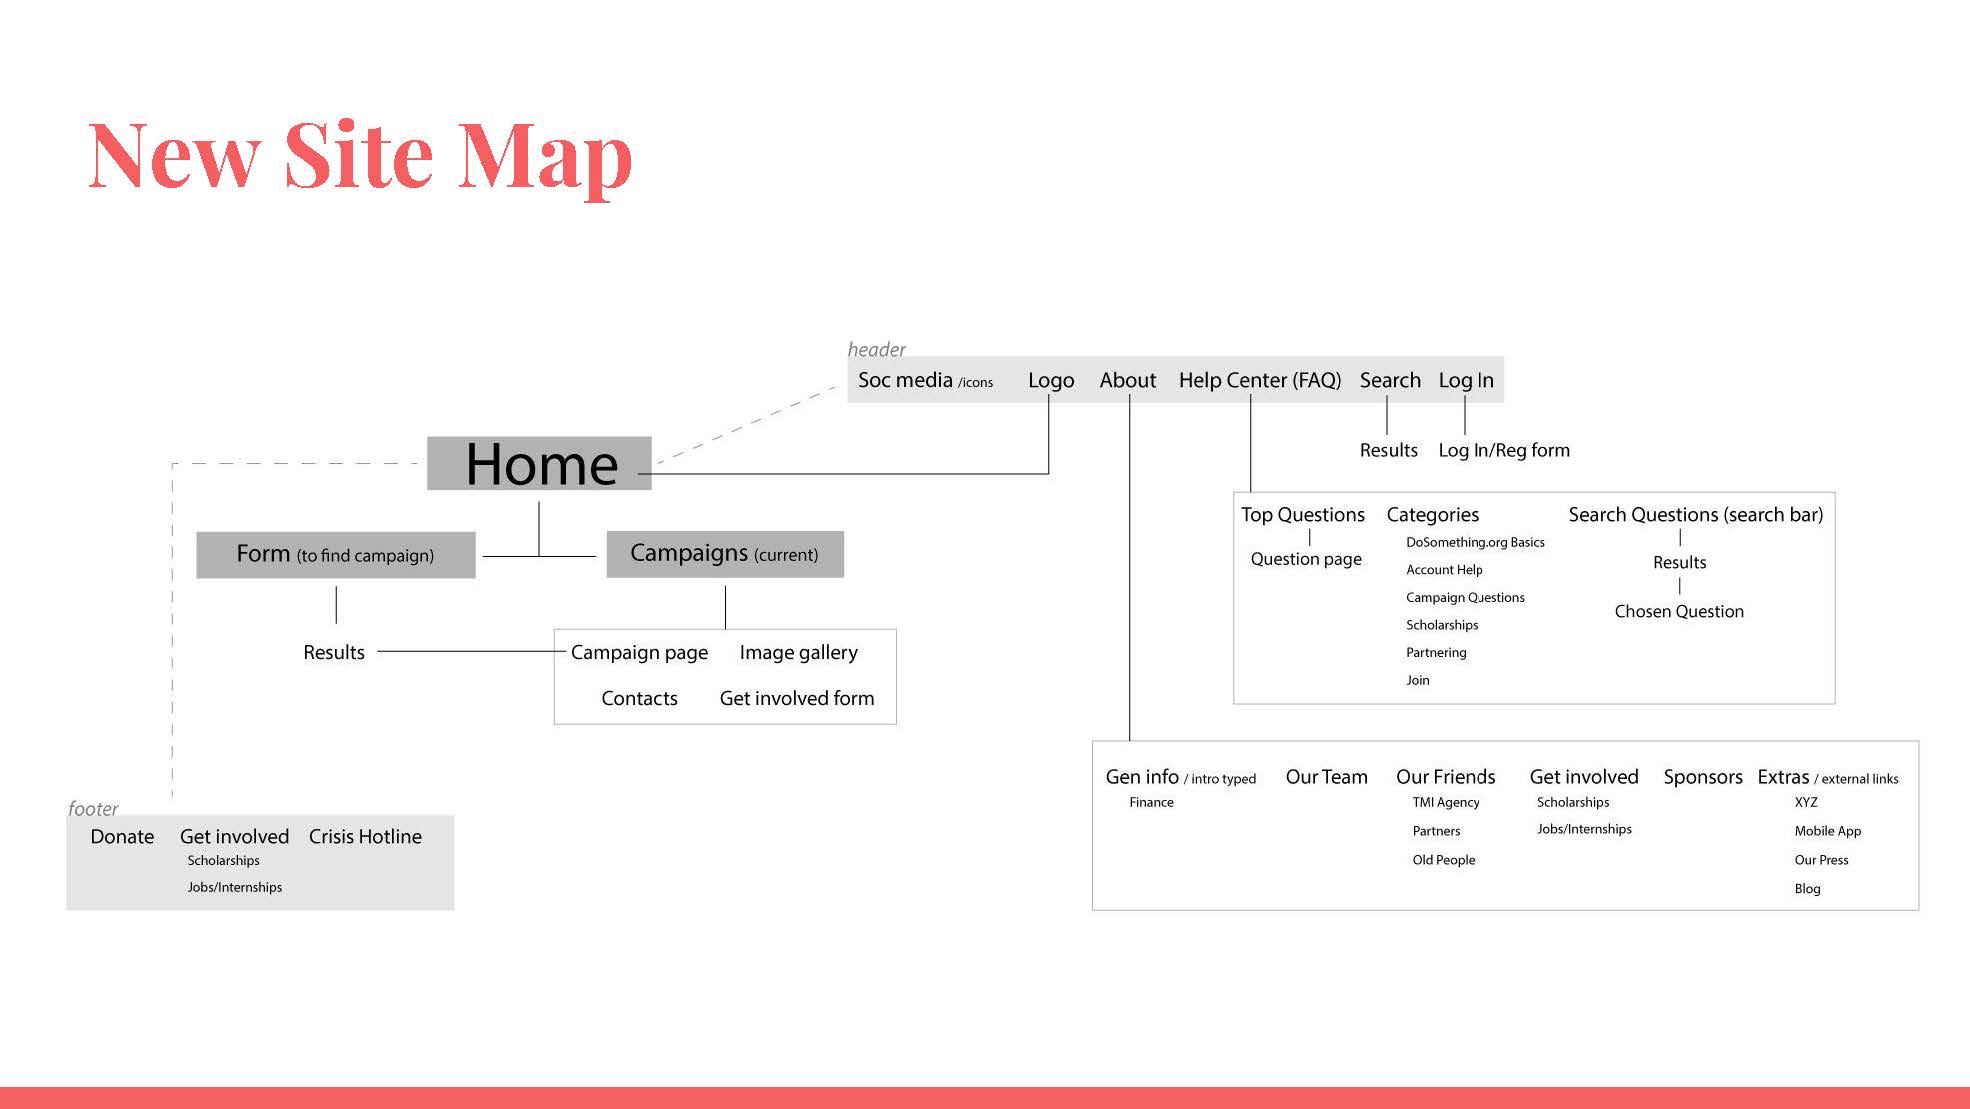 New Site Map
header
Soc media /icons Logo About Help Center (FAQ) Search Log In
Results Log In/Reg form
Home
Form (to find campaign) Campaigns (current)
Results
Campaign page Image gallery
Contacts Get involved form
Top Questions
Question page
Categories
DoSomething.org Basics
Account Help
Campaign Questions
Scholarships
Partnering
Join
Search Questions (search bar)
Results
Chosen Question
Gen info / intro typed
Finance
Our Team
Our Friends
TMI Agency
Partners
Old People
Get involved
Scholarships
Jobs/Internships
Sponsors
Extras / external links
XYZ
Mobile App
Our Press
Blog
footer
Donate
Get involved
Scholarships
Jobs/Internships
Crisis Hotline